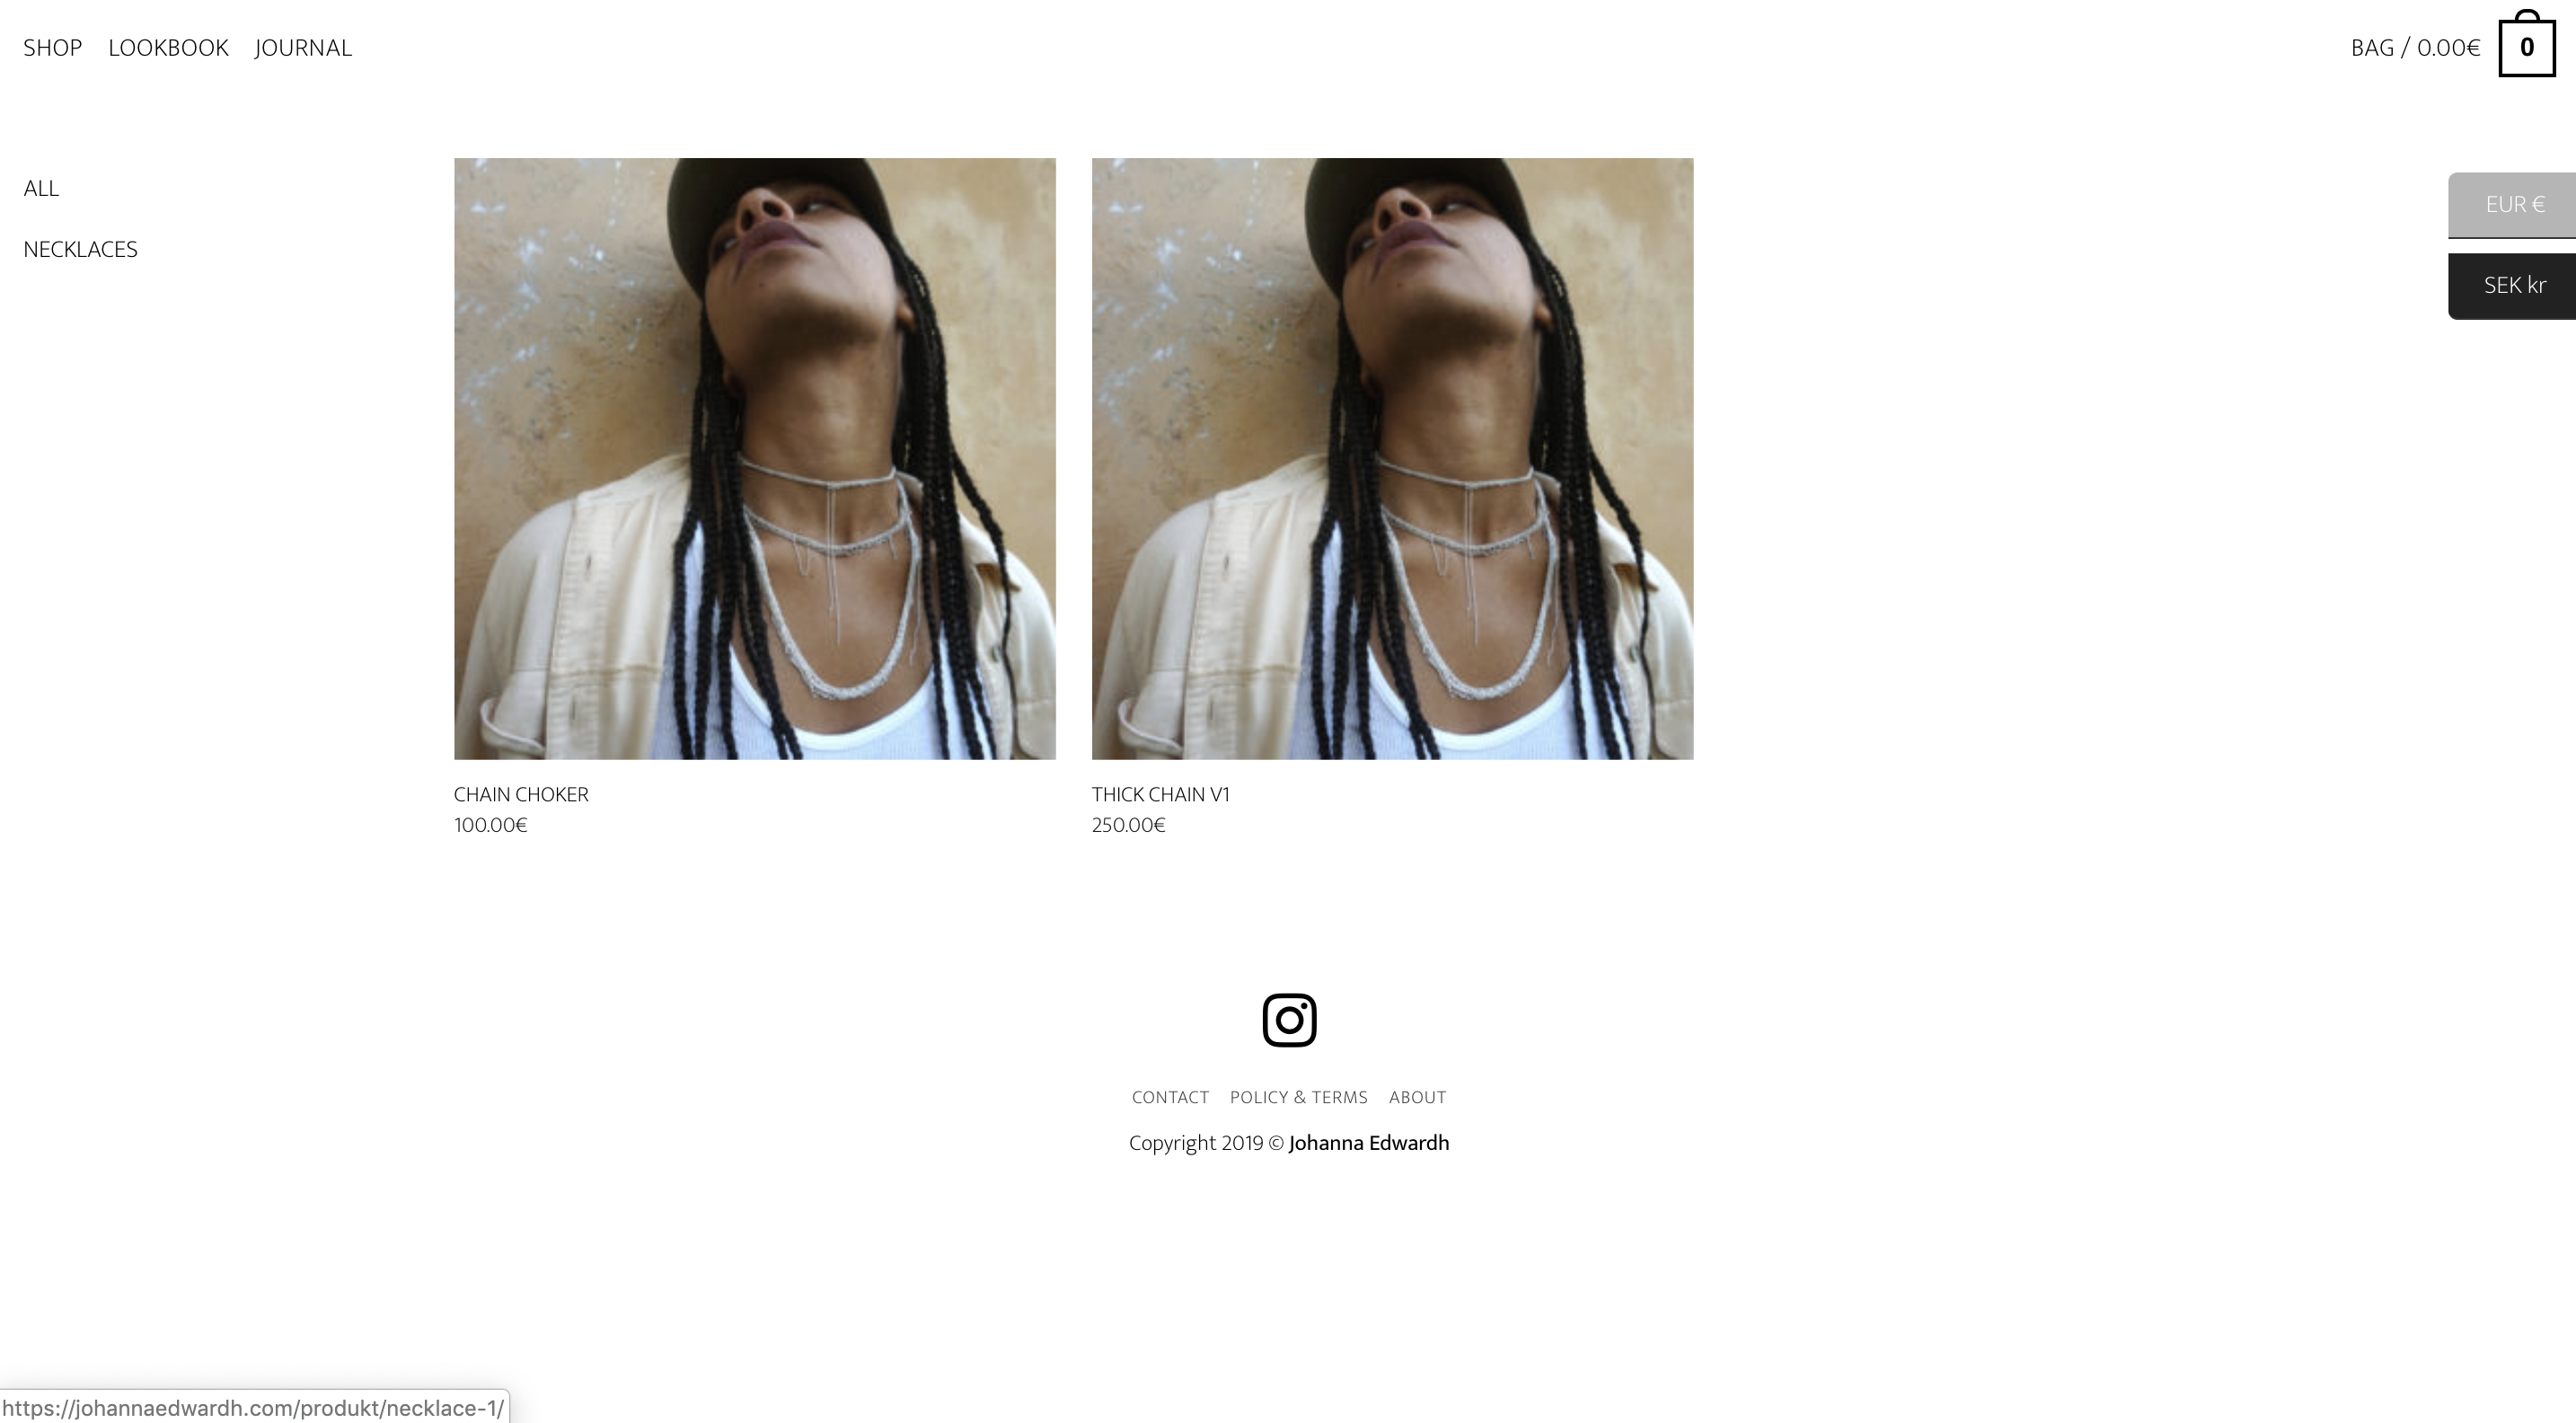 SHOP LOOKBOOK JOURNAL
BAG / 0.00€ 0
ALL
NECKLACES
EUR €
SEK kr
CHAIN CHOKER
100.00€
THICK CHAIN V1
250.00€
CONTACT POLICY & TERMS ABOUT
Copyright 2019 © Johanna Edwardh
https://johannaedwardh.com/produkt/necklace-1/